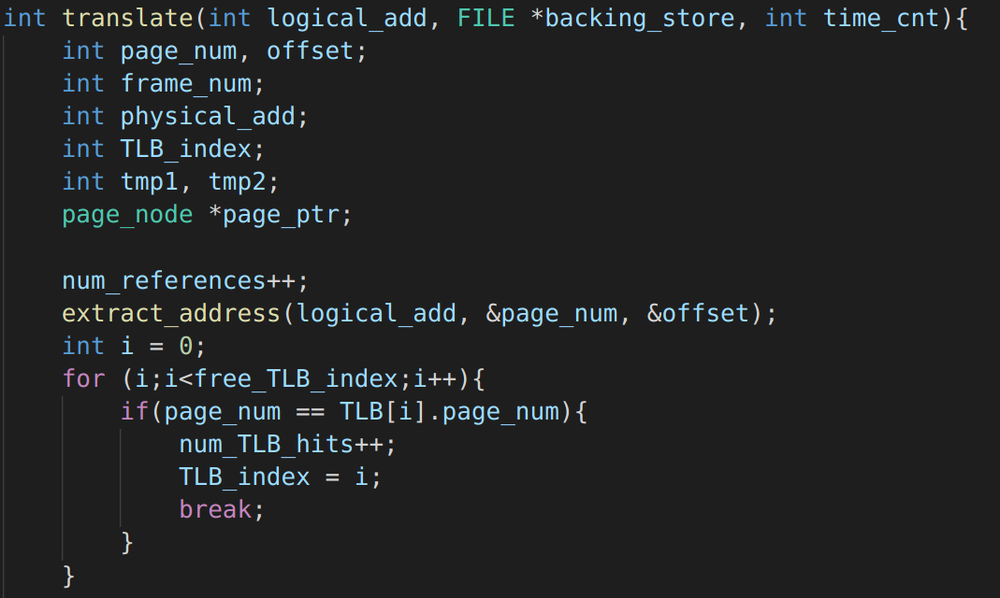 int translate(int logical_add, FILE *backing_store, int time_cnt){
    int page_num, offset;
    int frame_num;
    int physical_add;
    int TLB_index;
    int tmp1, tmp2;
    page_node *page_ptr;

    num_references++;
    extract_address(logical_add, &page_num, &offset);
    int i = 0;
    for (i;i<free_TLB_index;i++){
        if(page_num == TLB[i].page_num){
            num_TLB_hits++;
            TLB_index = i;
            break;
        }
    }